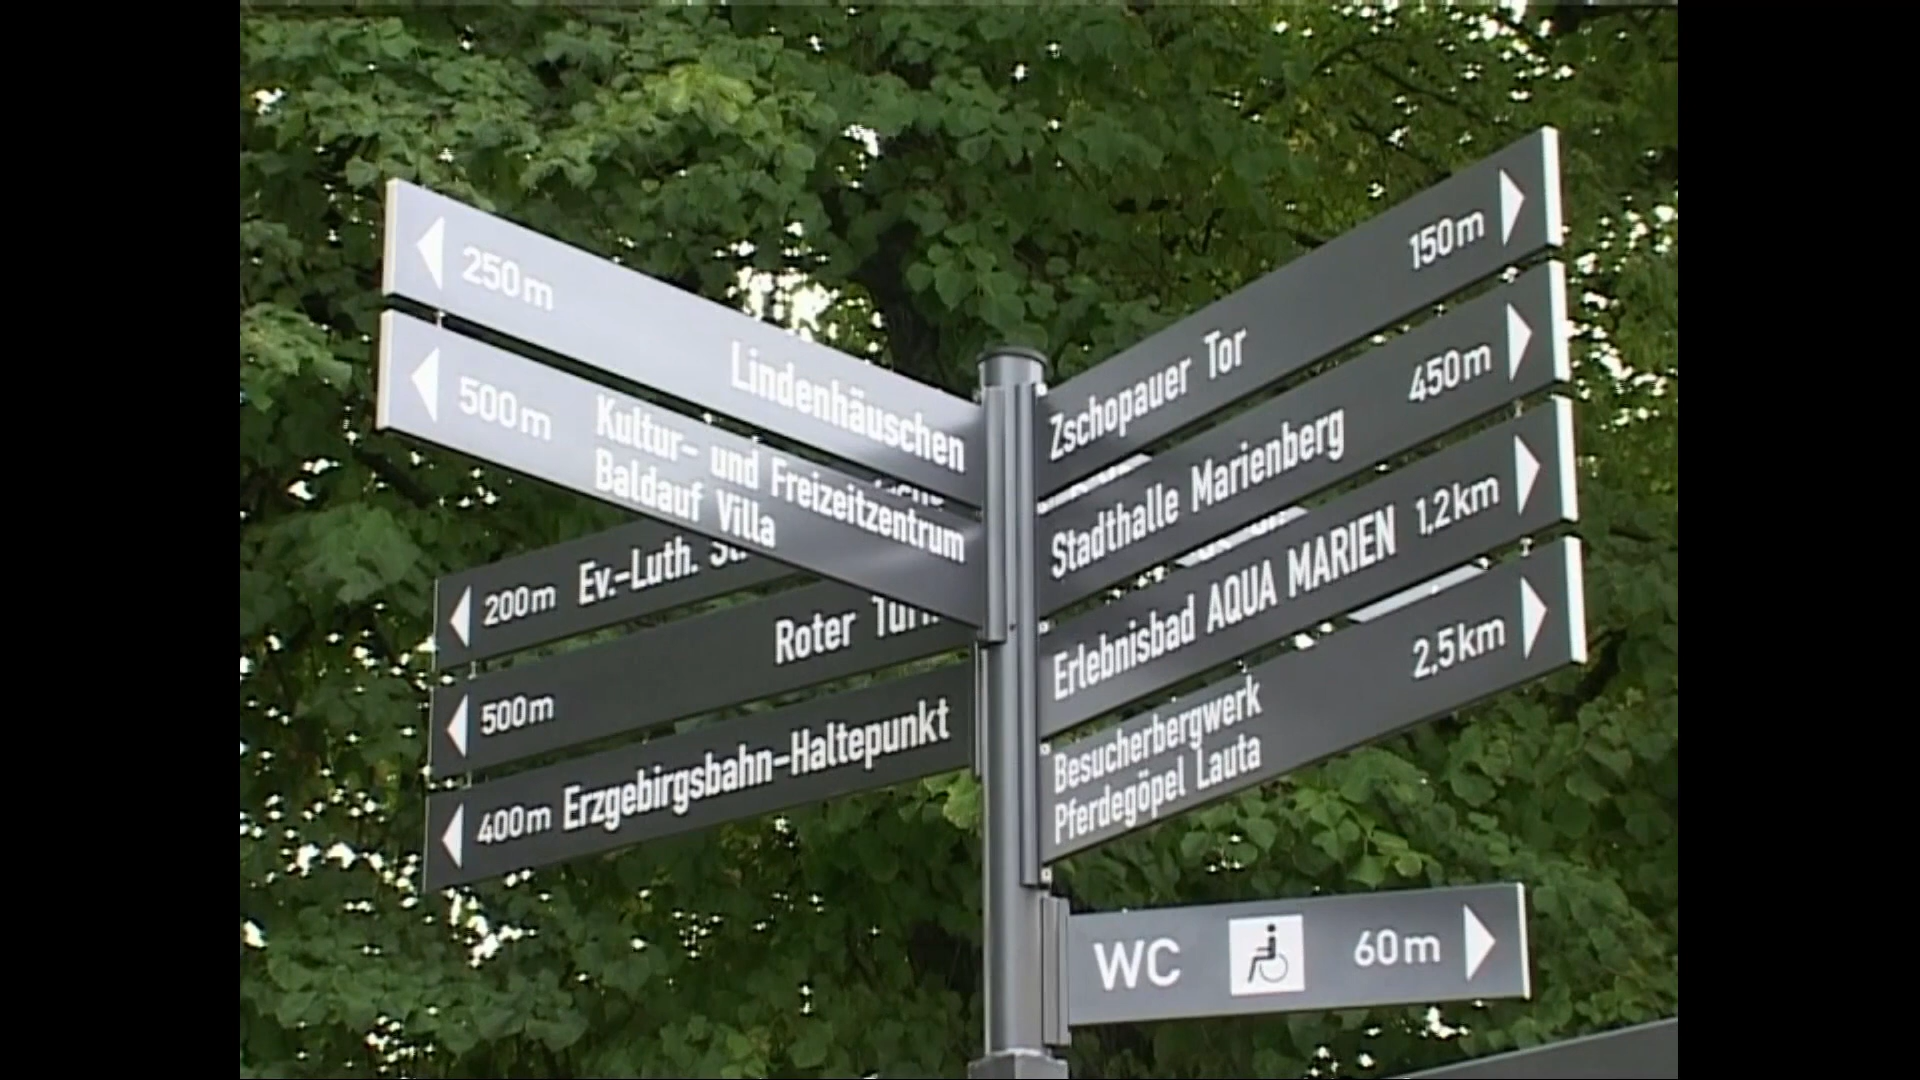 250m Lindenhäuschen
500m Kultur- und Freizeitzentrum
Baldauf Villa
200m Ev.-Luth.
500m Roter
400m Erzgebirgsbahn-Haltepunkt
Zschopauer Tor 150m
Stadthalle Marienberg 450m
Erlebnisbad AQUA MARIEN 1,2km
Besucherbergwerk
Pferdegöpel Lauta 2,5km
WC 60m